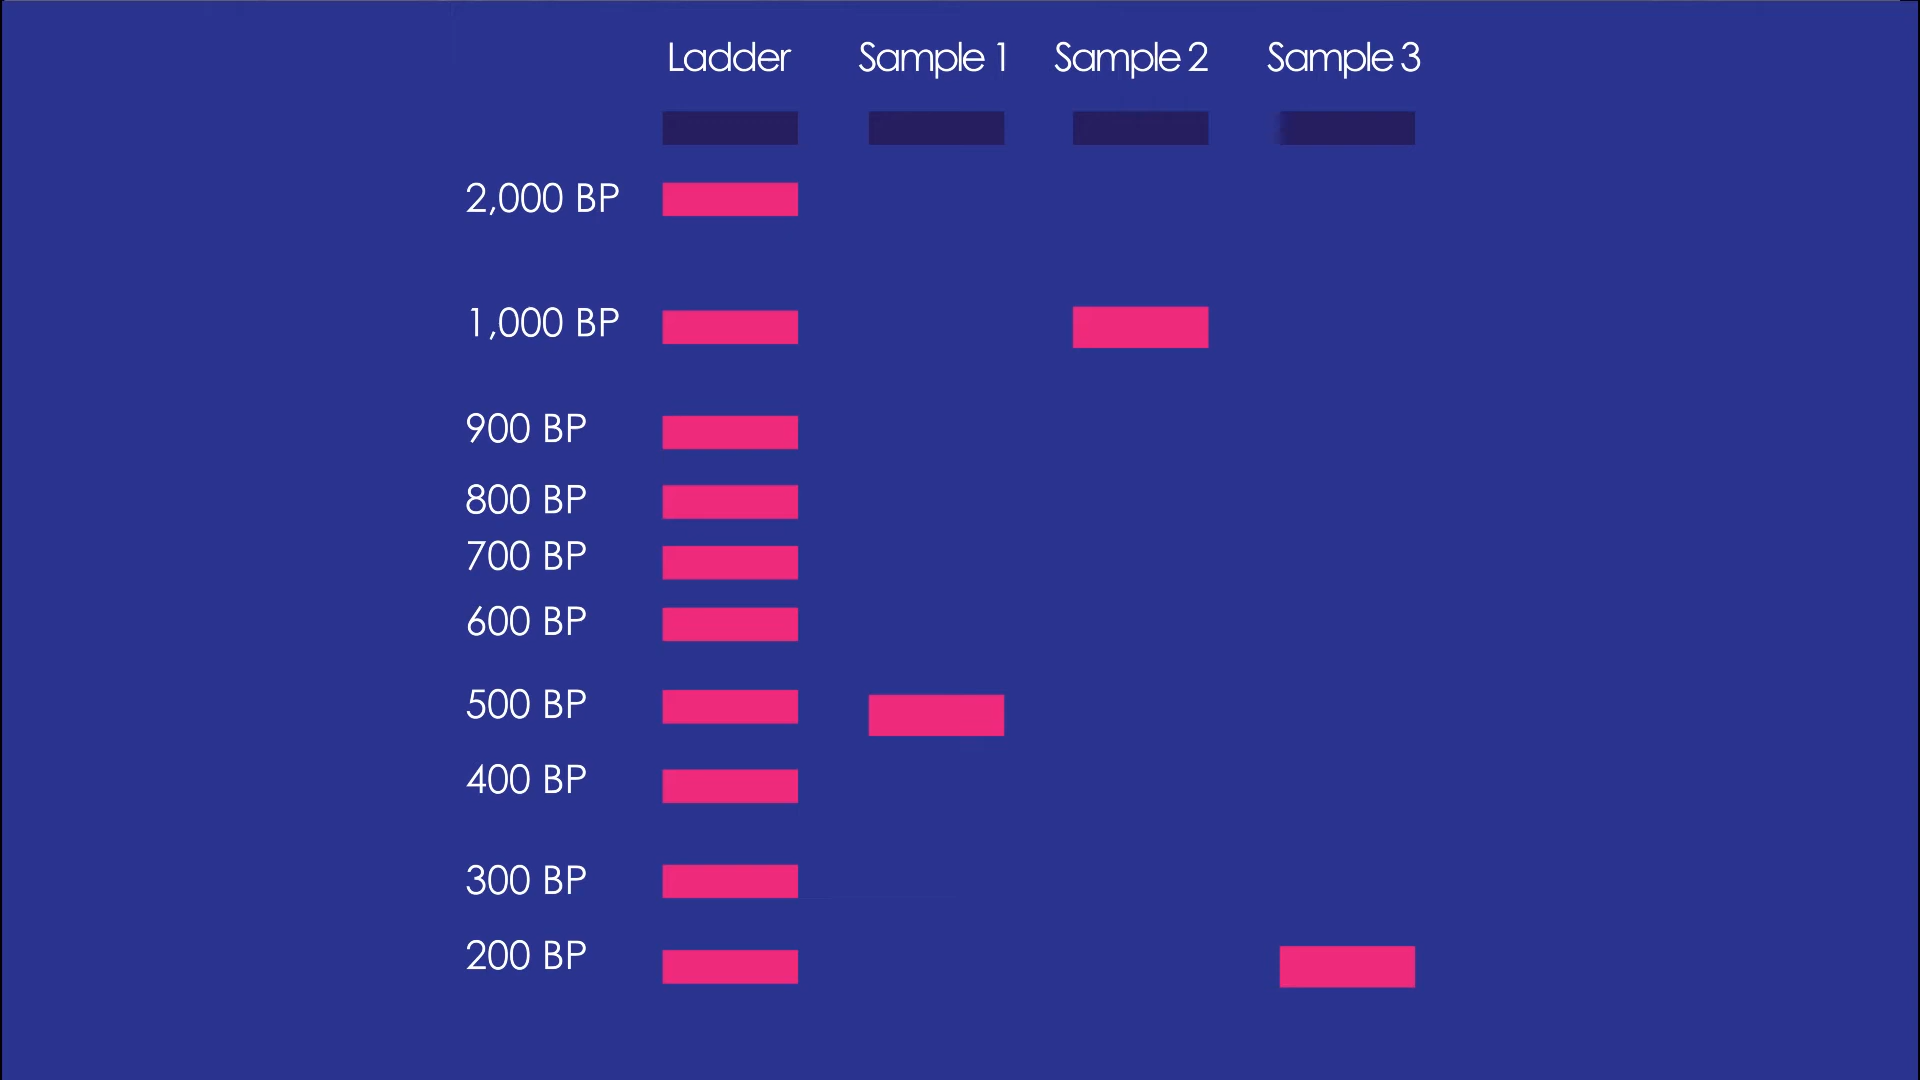 Ladder Sample 1 Sample 2 Sample 3
2,000 BP
1,000 BP
900 BP
800 BP
700 BP
600 BP
500 BP
400 BP
300 BP
200 BP